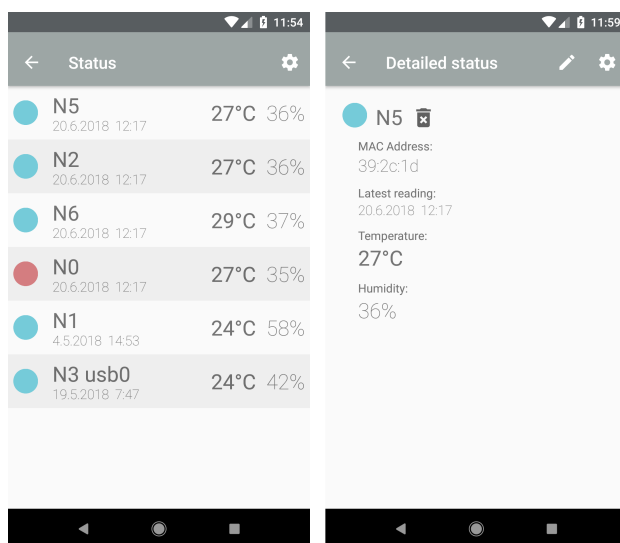 11:54
Status
N5
20.6.2018 12:17
27°C 36%
N2
20.6.2018 12:17
27°C 36%
N6
20.6.2018 12:17
29°C 37%
N0
20.6.2018 12:17
27°C 35%
N1
4.5.2018 14:53
24°C 58%
N3 usb0
19.5.2018 7:47
24°C 42%
11:59
Detailed status
N5
MAC Address:
39:2c:1d
Latest reading:
20.6.2018 12:17
Temperature:
27°C
Humidity:
36%